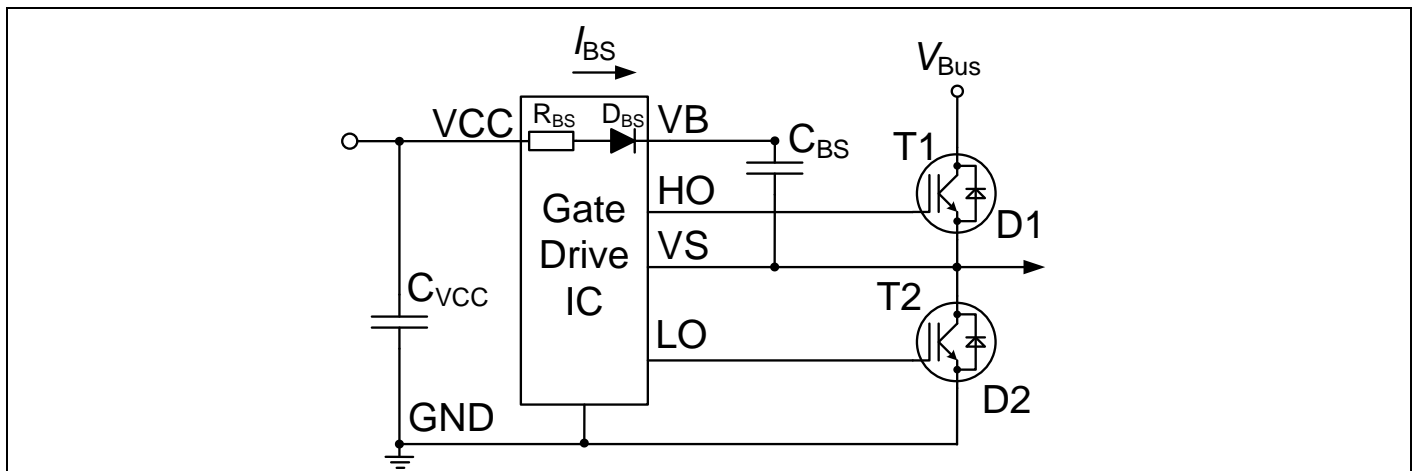 I_BS
V_Bus
VCC
R_BS
D_BS
VB
C_BS
T1
HO
Gate
Drive
IC
D1
VS
C_VCC
T2
LO
D2
GND